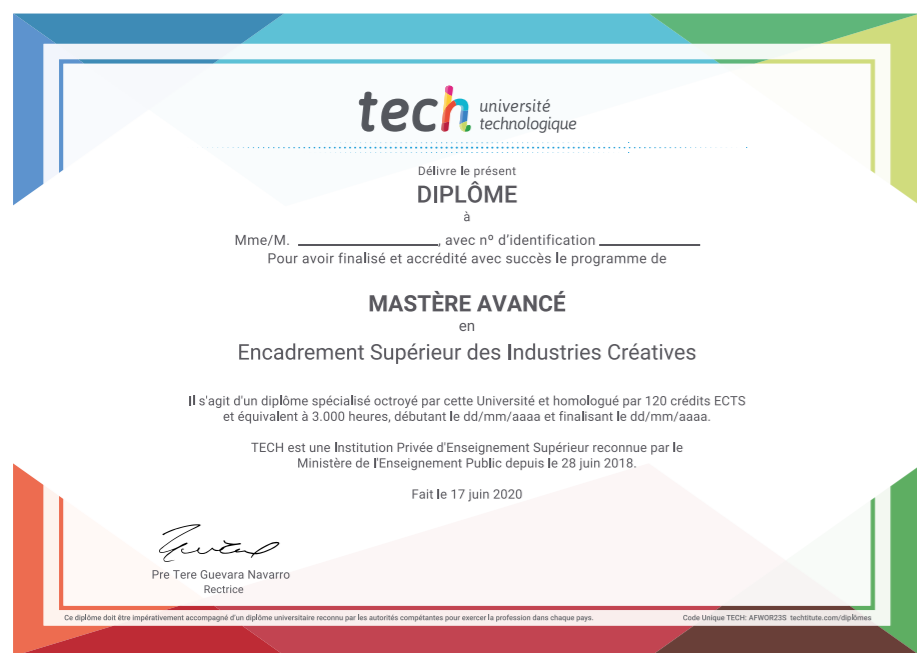 tech université
technologique
Délivre le présent
DIPLÔME
à
Mme/M. ____________________, avec nº d'identification ______________
Pour avoir finalisé et accrédité avec succès le programme de
MASTÈRE AVANCÉ
en
Encadrement Supérieur des Industries Créatives
Il s'agit d'un diplôme spécialisé octroyé par cette Université et homologué par 120 crédits ECTS
et équivalent à 3.000 heures, débutant le dd/mm/aaaa et finalisant le dd/mm/aaaa.
TECH est une Institution Privée d'Enseignement Supérieur reconnue par le
Ministère de l'Enseignement Public depuis le 28 juin 2018.
Fait le 17 juin 2020
Pre Tere Guevara Navarro
Rectrice
Ce diplôme doit être impérativement accompagné d'un diplôme universitaire reconnu par les autorités compétantes pour exercer la profession dans chaque pays. Code Unique TECH: AFWOR23S techtitute.com/diplômes